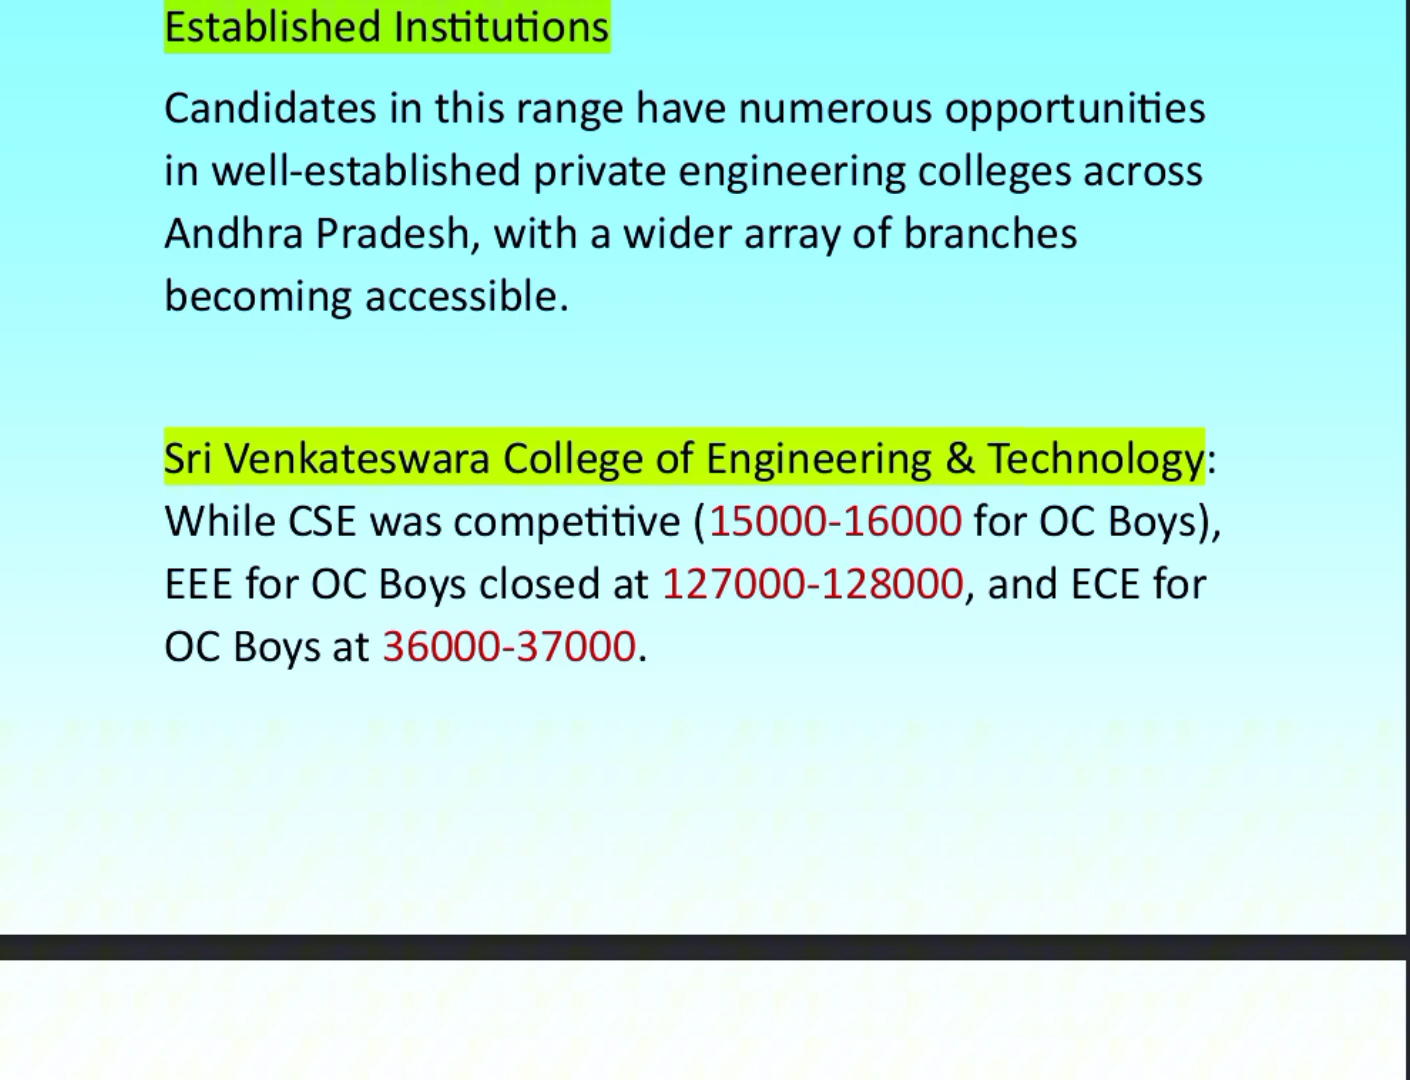 Established Institutions
Candidates in this range have numerous opportunities
in well-established private engineering colleges across
Andhra Pradesh, with a wider array of branches
becoming accessible.
Sri Venkateswara College of Engineering & Technology:
While CSE was competitive (15000-16000 for OC Boys),
EEE for OC Boys closed at 127000-128000, and ECE for
OC Boys at 36000-37000.